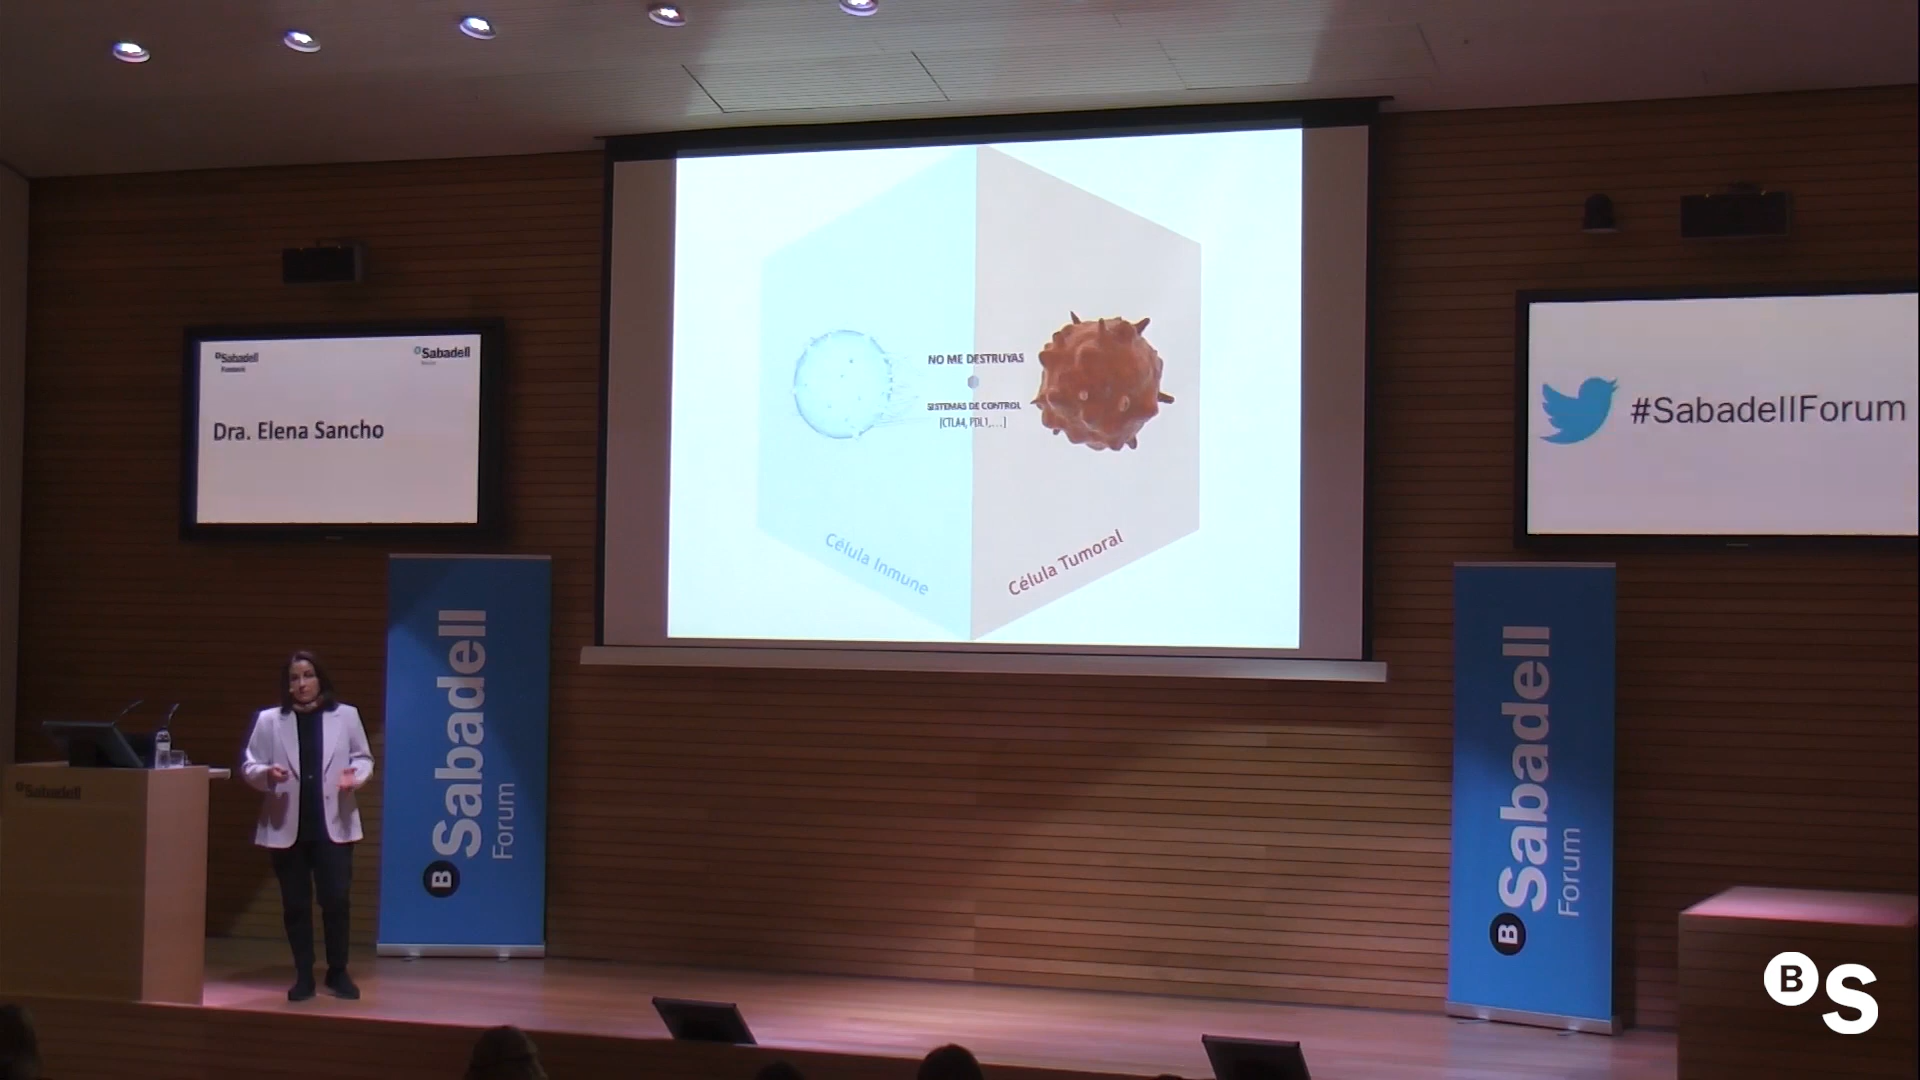 Sabadell
Fundació
Sabadell
Dra. Elena Sancho
NO ME DESTRUYAS
SISTEMAS DE CONTROL
[CTLA4, PDL1,...]
Célula Inmune
Célula Tumoral
#SabadellForum
B Sabadell
Forum
B Sabadell
Forum
Sabadell
BS